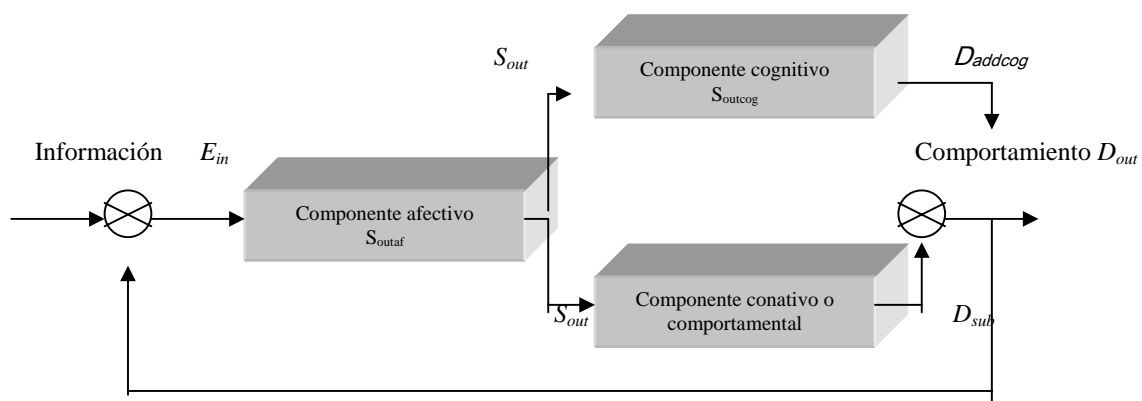 S_out
Componente cognitivo
S_outcog
D_addcog
Información
E_in
Componente afectivo
S_outaf
Comportamiento D_out
S_out
Componente conativo o
comportamental
D_sub